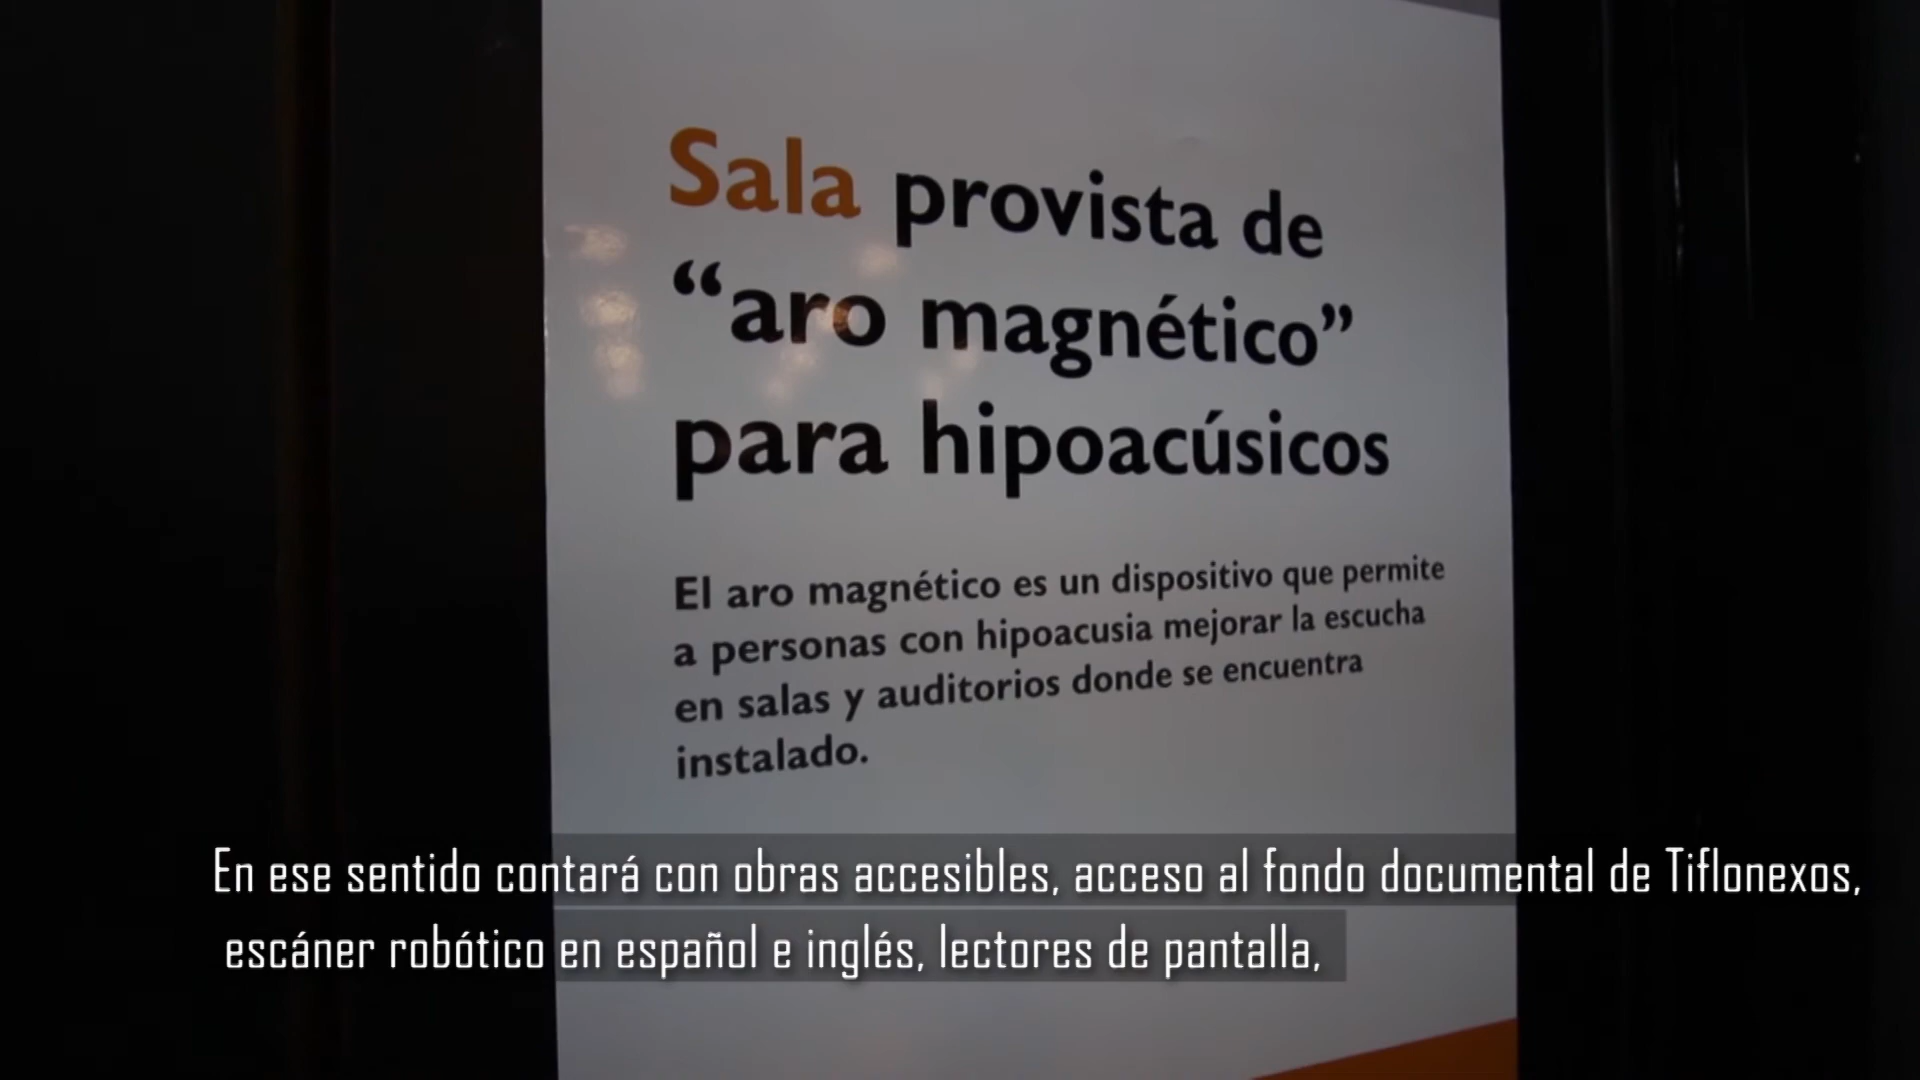 Sala provista de
“aro magnético”
para hipoacúsicos
El aro magnético es un dispositivo que permite
a personas con hipoacusia mejorar la escucha
en salas y auditorios donde se encuentra
instalado.
En ese sentido contará con obras accesibles, acceso al fondo documental de Tiflonexos,
escáner robótico en español e inglés, lectores de pantalla,